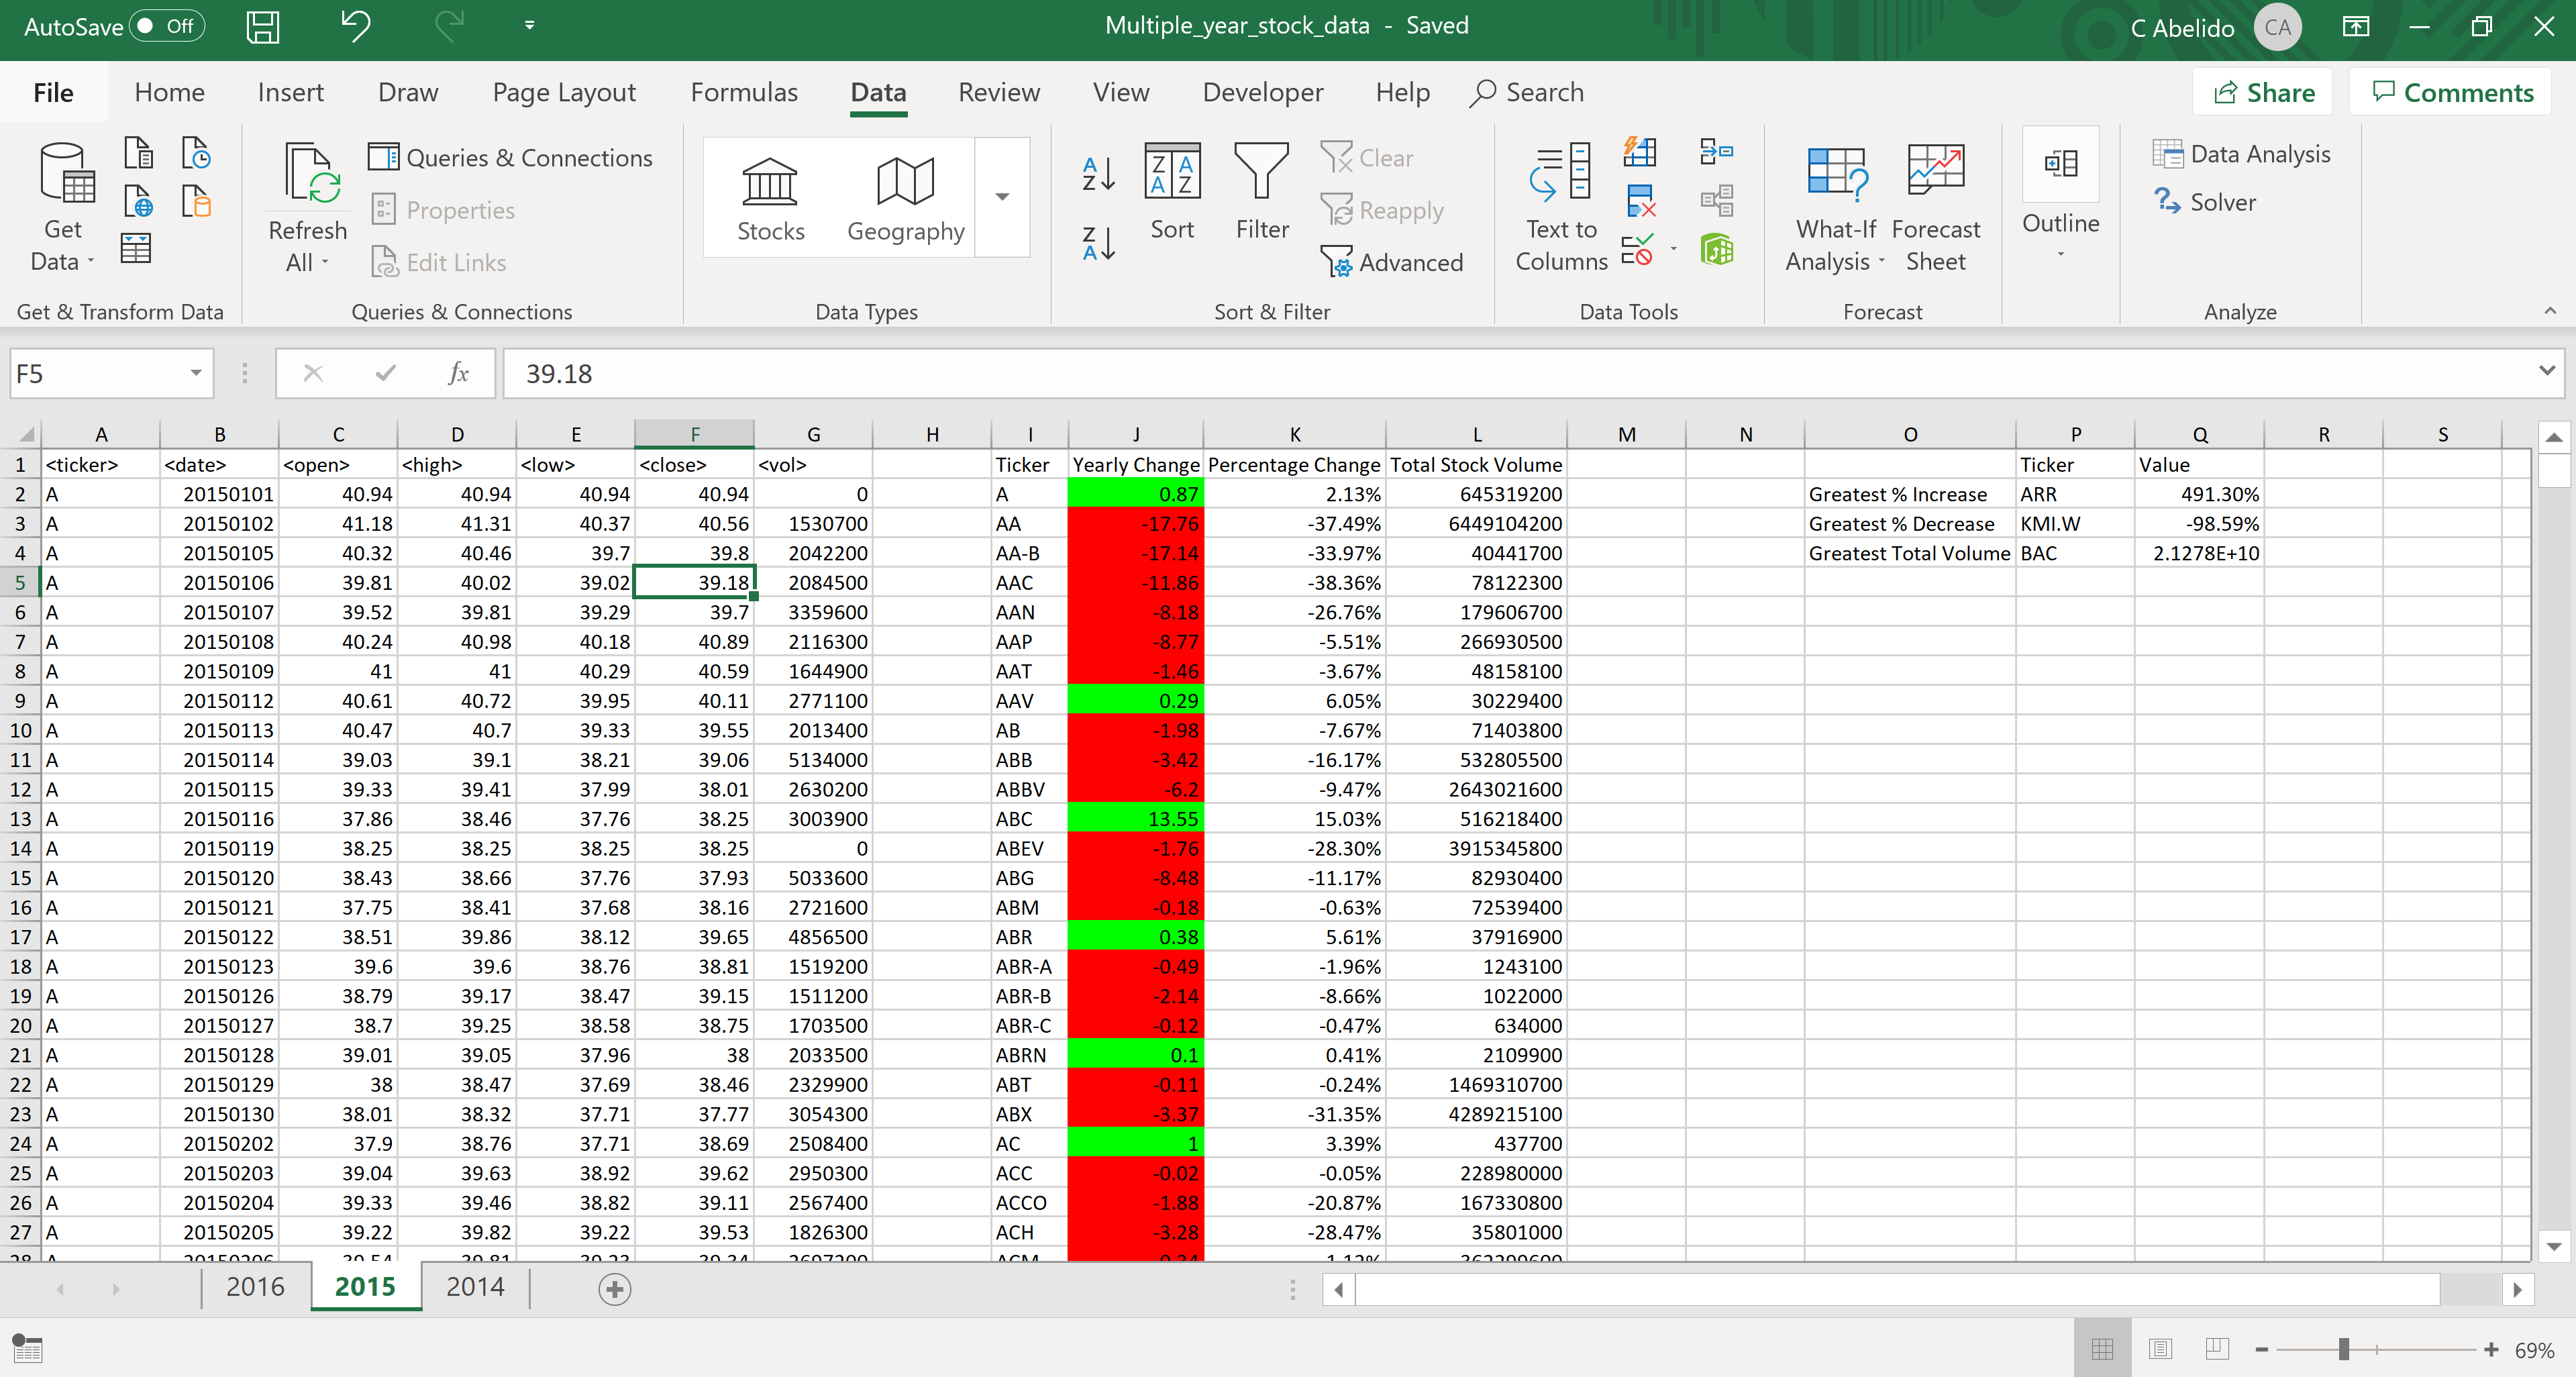 AutoSave Off Multiple_year_stock_data - Saved C Abelido CA
File Home Insert Draw Page Layout Formulas Data Review View Developer Help Search Share Comments
Get Data
Refresh All
Queries & Connections
Properties
Edit Links
Stocks Geography
Sort Filter
Clear
Reapply
Advanced
Text to Columns
What-If Analysis
Forecast Sheet
Outline
Data Analysis
Solver
Get & Transform Data Queries & Connections Data Types Sort & Filter Data Tools Forecast Analyze
F5 fx 39.18
A B C D E F G H I J K L M N O P Q R S
1 <ticker> <date> <open> <high> <low> <close> <vol> Ticker Yearly Change Percentage Change Total Stock Volume Ticker Value
2 A 20150101 40.94 40.94 40.94 40.94 0 A 0.87 2.13% 645319200 Greatest % Increase ARR 491.30%
3 A 20150102 41.18 41.31 40.37 40.56 1530700 AA -17.76 -37.49% 6449104200 Greatest % Decrease KMI.W -98.59%
4 A 20150105 40.32 40.46 39.7 39.8 2042200 AA-B -17.14 -33.97% 40441700 Greatest Total Volume BAC 2.1278E+10
5 A 20150106 39.81 40.02 39.02 39.18 2084500 AAC -11.86 -38.36% 78122300
6 A 20150107 39.52 39.81 39.29 39.7 3359600 AAN -8.18 -26.76% 179606700
7 A 20150108 40.24 40.98 40.18 40.89 2116300 AAP -8.77 -5.51% 266930500
8 A 20150109 41 41 40.29 40.59 1644900 AAT -1.46 -3.67% 48158100
9 A 20150112 40.61 40.72 39.95 40.11 2771100 AAV 0.29 6.05% 30229400
10 A 20150113 40.47 40.7 39.33 39.55 2013400 AB -1.98 -7.67% 71403800
11 A 20150114 39.03 39.1 38.21 39.06 5134000 ABB -3.42 -16.17% 532805500
12 A 20150115 39.33 39.41 37.99 38.01 2630200 ABBV -6.2 -9.47% 2643021600
13 A 20150116 37.86 38.46 37.76 38.25 3003900 ABC 13.55 15.03% 516218400
14 A 20150119 38.25 38.25 38.25 38.25 0 ABEV -1.76 -28.30% 3915345800
15 A 20150120 38.43 38.66 37.76 37.93 5033600 ABG -8.48 -11.17% 82930400
16 A 20150121 37.75 38.41 37.68 38.16 2721600 ABM -0.18 -0.63% 72539400
17 A 20150122 38.51 39.86 38.12 39.65 4856500 ABR 0.38 5.61% 37916900
18 A 20150123 39.6 39.6 38.76 38.81 1519200 ABR-A -0.49 -1.96% 1243100
19 A 20150126 38.79 39.17 38.47 39.15 1511200 ABR-B -2.14 -8.66% 1022000
20 A 20150127 38.7 39.25 38.58 38.75 1703500 ABR-C -0.12 -0.47% 634000
21 A 20150128 39.01 39.05 37.96 38 2033500 ABRN 0.1 0.41% 2109900
22 A 20150129 38 38.47 37.69 38.46 2329900 ABT -0.11 -0.24% 1469310700
23 A 20150130 38.01 38.32 37.71 37.77 3054300 ABX -3.37 -31.35% 4289215100
24 A 20150202 37.9 38.76 37.71 38.69 2508400 AC 1 3.39% 437700
25 A 20150203 39.04 39.63 38.92 39.62 2950300 ACC -0.02 -0.05% 228980000
26 A 20150204 39.33 39.46 38.82 39.11 2567400 ACCO -1.88 -20.87% 167330800
27 A 20150205 39.22 39.82 39.22 39.53 1826300 ACH -3.28 -28.47% 35801000
2016 2015 2014
69%